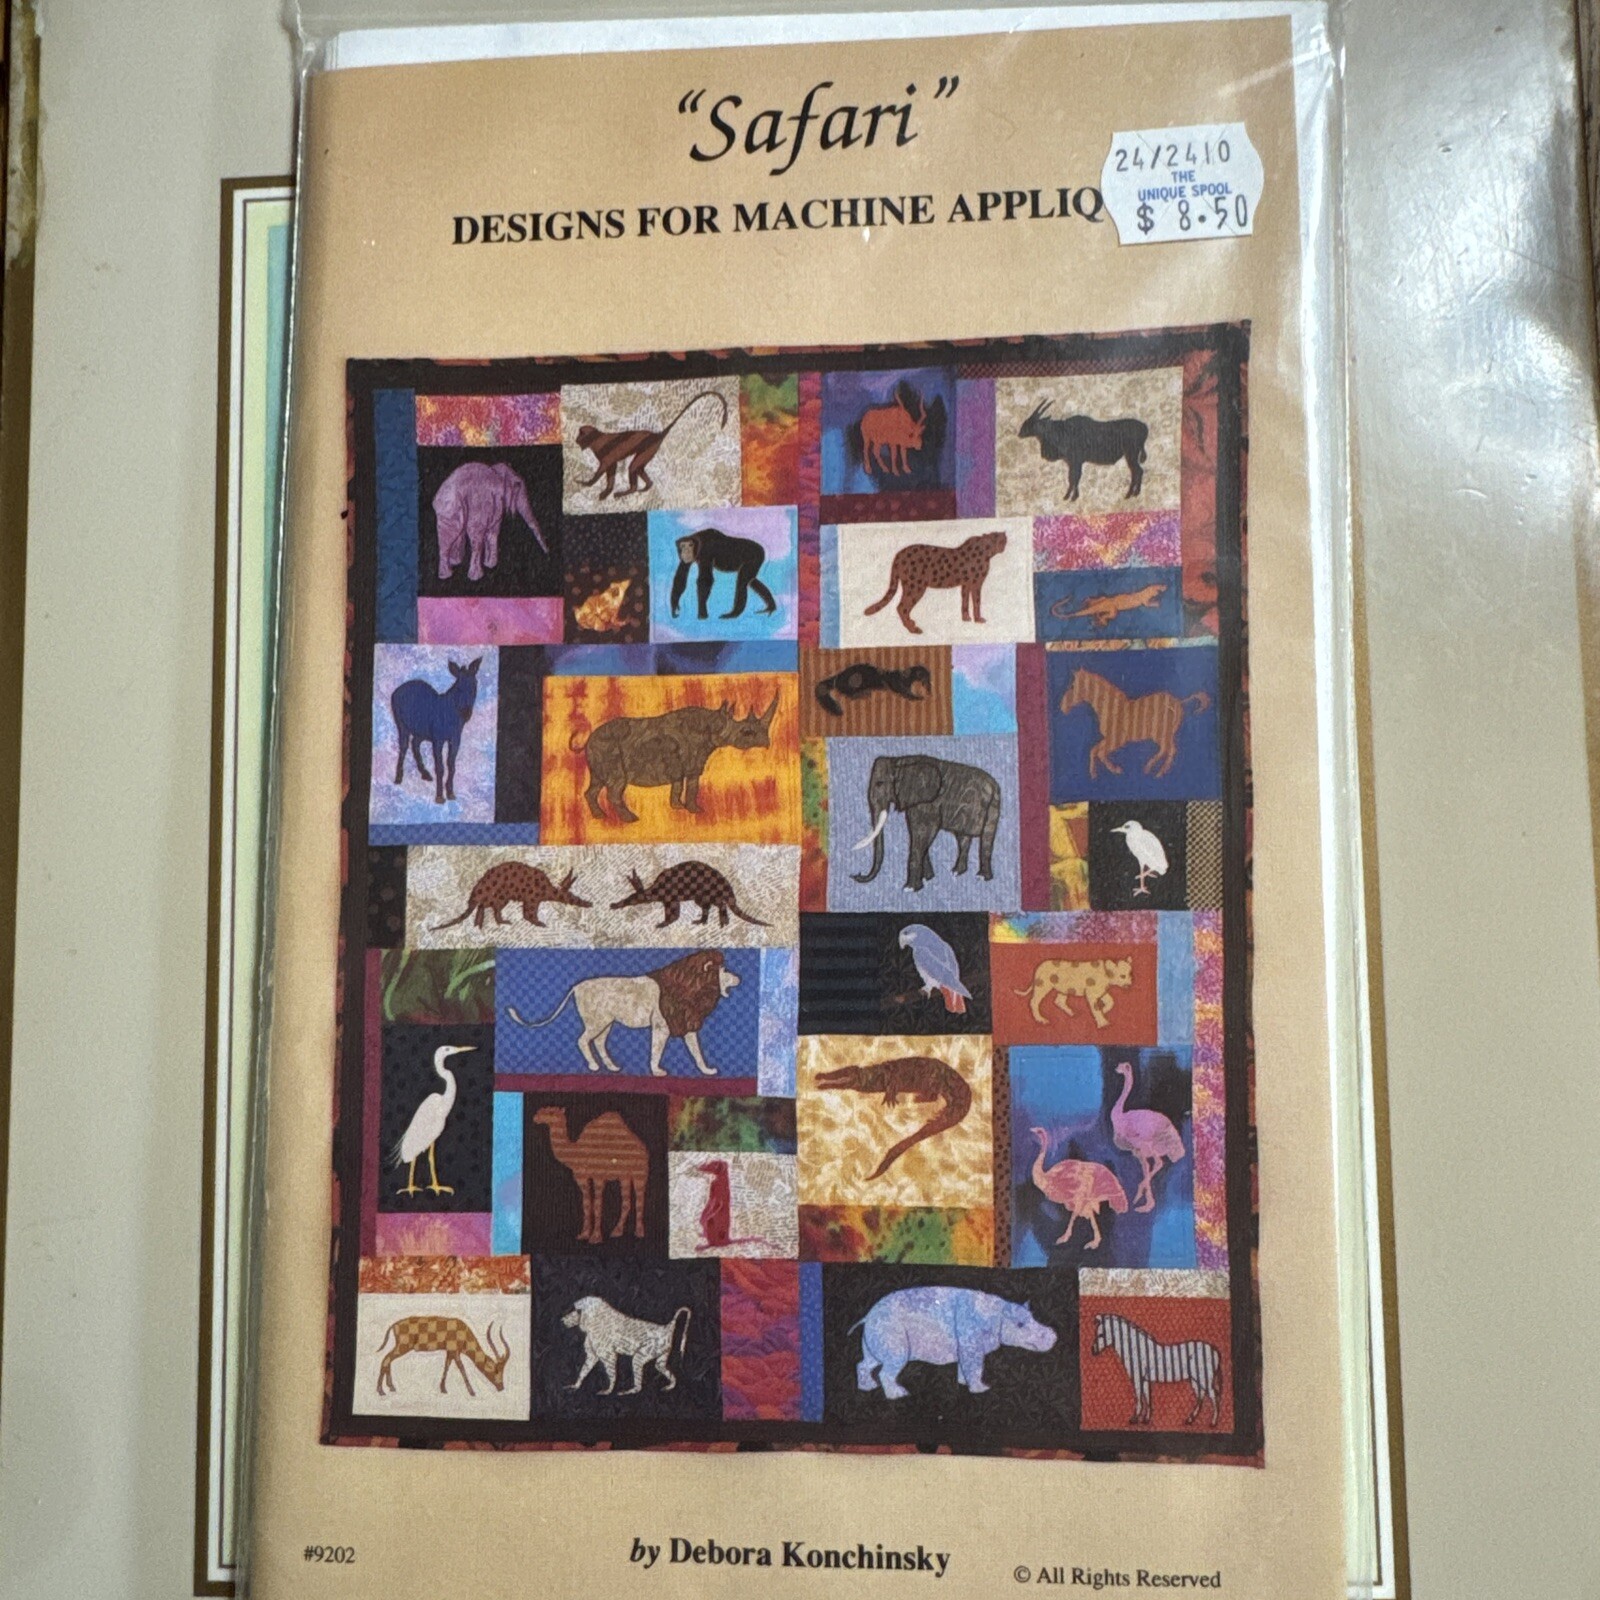 “Safari”
24/2410
THE
UNIQUE SPOOL
$ 8.50
DESIGNS FOR MACHINE APPLIQ
#9202
by Debora Konchinsky
© All Rights Reserved